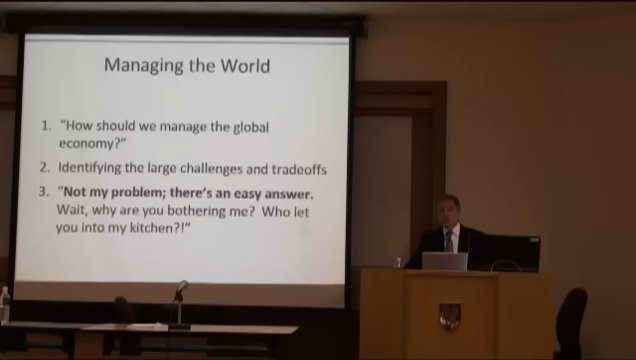 Managing the World
1. "How should we manage the global
economy?"
2. Identifying the large challenges and tradeoffs
3. "Not my problem; there's an easy answer.
Wait, why are you bothering me? Who let
you into my kitchen?!"